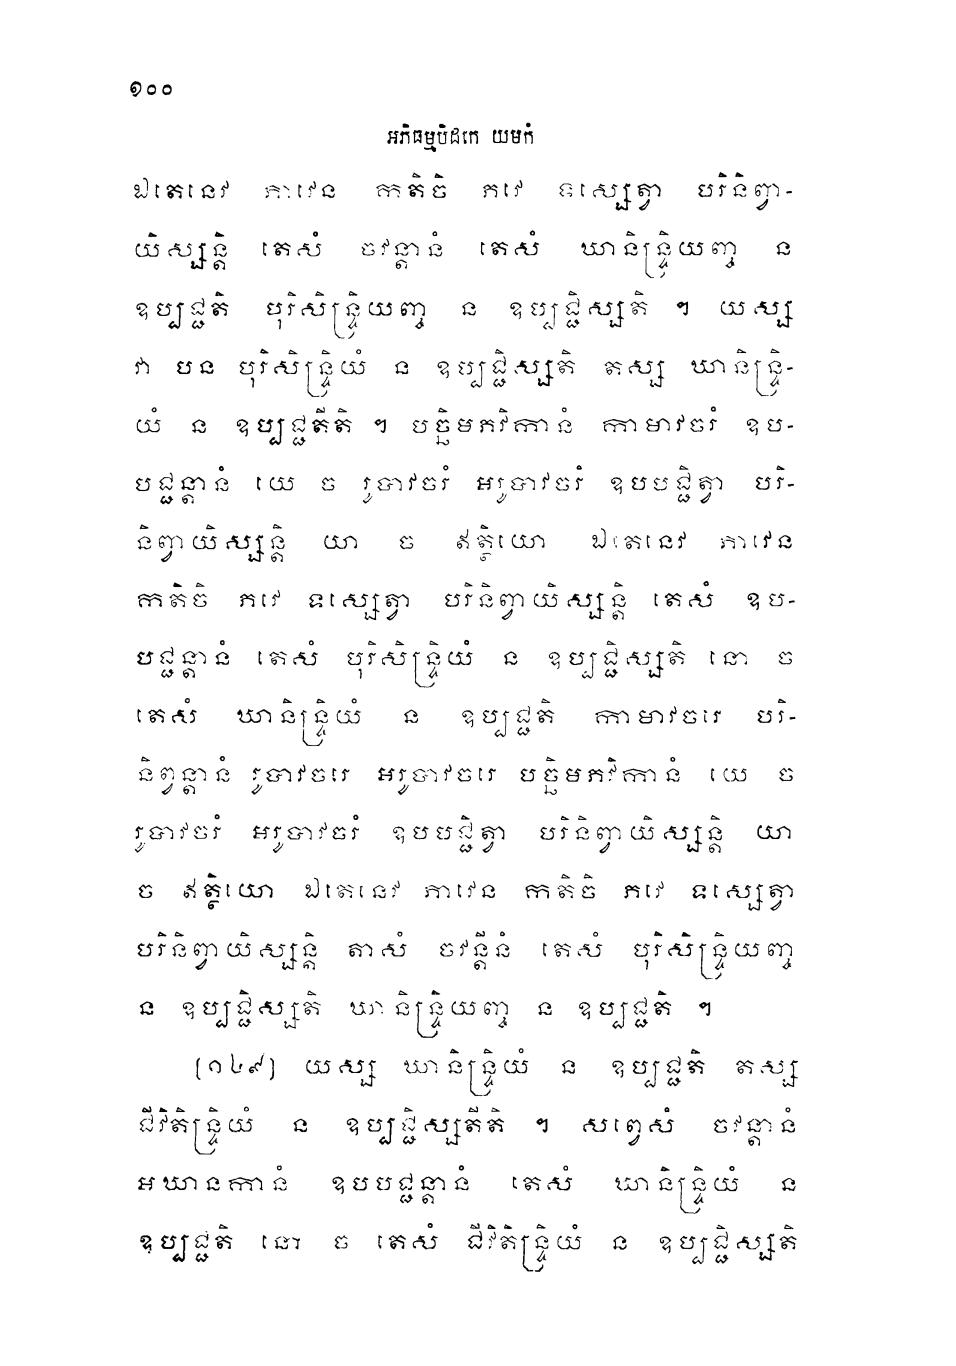 ១០០
អភិធម្មបិដកេ យមកំ
ឯតេនេវ ភាវេន កតិចិ ភវេ ទស្សេត្វា បរិនិព្វា-
យិស្សន្តិ តេសំ ចវន្តានំ តេសំ ឃានិន្ទ្រិយញ្ច ន
ឧប្បជ្ជតិ បុរិសិន្ទ្រិយញ្ច ន ឧប្បជ្ជិស្សតិ ។ យស្ស
វា បន បុរិសិន្ទ្រិយំ ន ឧប្បជ្ជិស្សតិ តស្ស ឃានិន្ទ្រិ-
យំ ន ឧប្បជ្ជតីតិ ។ បច្ឆិមភវិកានំ កាមាវចរំ ឧប-
បជ្ជន្តានំ យេ ច រូបាវចរំ អរូបាវចរំ ឧបបជ្ជិត្វា បរិ-
និព្វាយិស្សន្តិ យា ច ឥត្ថិយោ ឯតេនេវ ភាវេន
កតិចិ ភវេ ទស្សេត្វា បរិនិព្វាយិស្សន្តិ តេសំ ឧប-
បជ្ជន្តានំ តេសំ បុរិសិន្ទ្រិយំ ន ឧប្បជ្ជិស្សតិ នោ ច
តេសំ ឃានិន្ទ្រិយំ ន ឧប្បជ្ជតិ កាមាវចរេ បរិ-
និព្វន្តានំ រូបាវចរេ អរូបាវចរេ បច្ឆិមភវិកានំ យេ ច
រូបាវចរំ អរូបាវចរំ ឧបបជ្ជិត្វា បរិនិព្វាយិស្សន្តិ យា
ច ឥត្ថិយោ ឯតេនេវ ភាវេន កតិចិ ភវេ ទស្សេត្វា
បរិនិព្វាយិស្សន្តិ តាសំ ចវន្តីនំ តេសំ បុរិសិន្ទ្រិយញ្ច
ន ឧប្បជ្ជិស្សតិ ឃានិន្ទ្រិយញ្ច ន ឧប្បជ្ជតិ ។
[១៤៩] យស្ស ឃានិន្ទ្រិយំ ន ឧប្បជ្ជតិ តស្ស
ជីវិតិន្ទ្រិយំ ន ឧប្បជ្ជិស្សតីតិ ។ សព្វេសំ ចវន្តានំ
អឃានកានំ ឧបបជ្ជន្តានំ តេសំ ឃានិន្ទ្រិយំ ន
ឧប្បជ្ជតិ នោ ច តេសំ ជីវិតិន្ទ្រិយំ ន ឧប្បជ្ជិស្សតិ